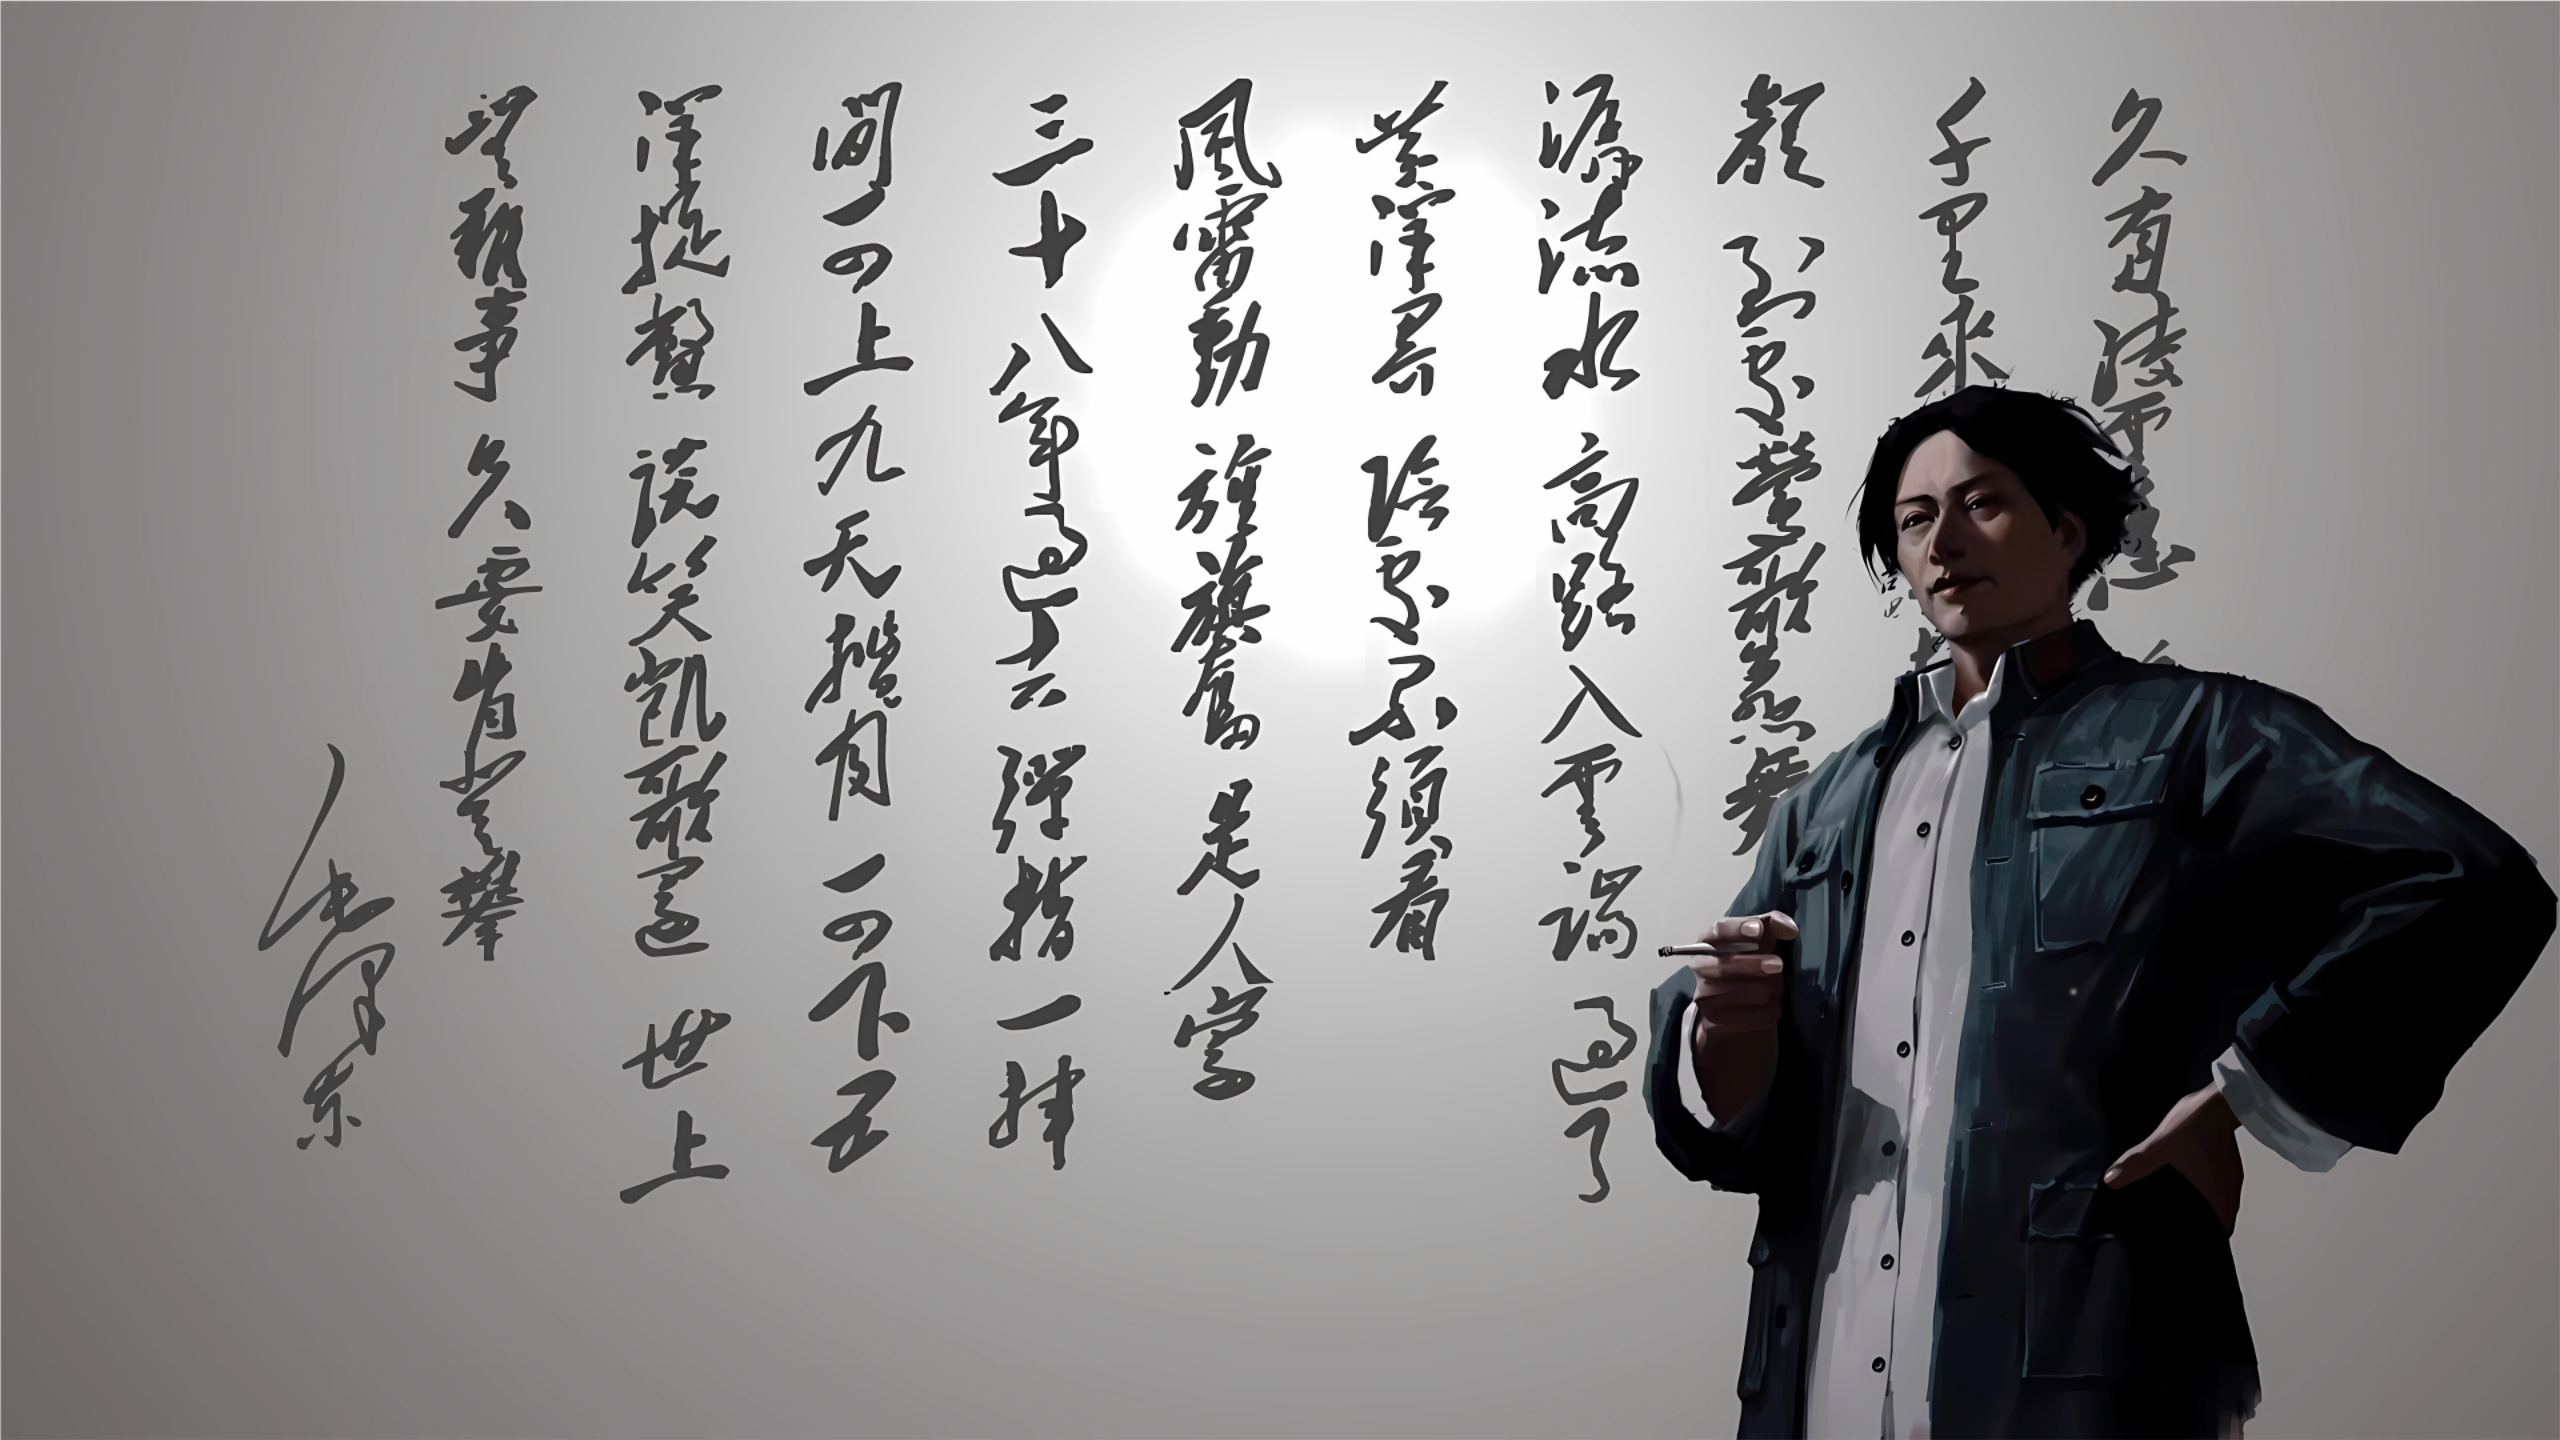 久有凌雲志
千里來
顏 到處鶯歌燕舞
潺流水 高路入雲端 過了
黃洋界 險處不須看
風雷動 旌旗奮 是人寰
三十八年過去 彈指一揮
間 可上九天攬月 可下五
洋捉鱉 談笑凱歌還 世上
無難事 只要肯登攀
毛澤東